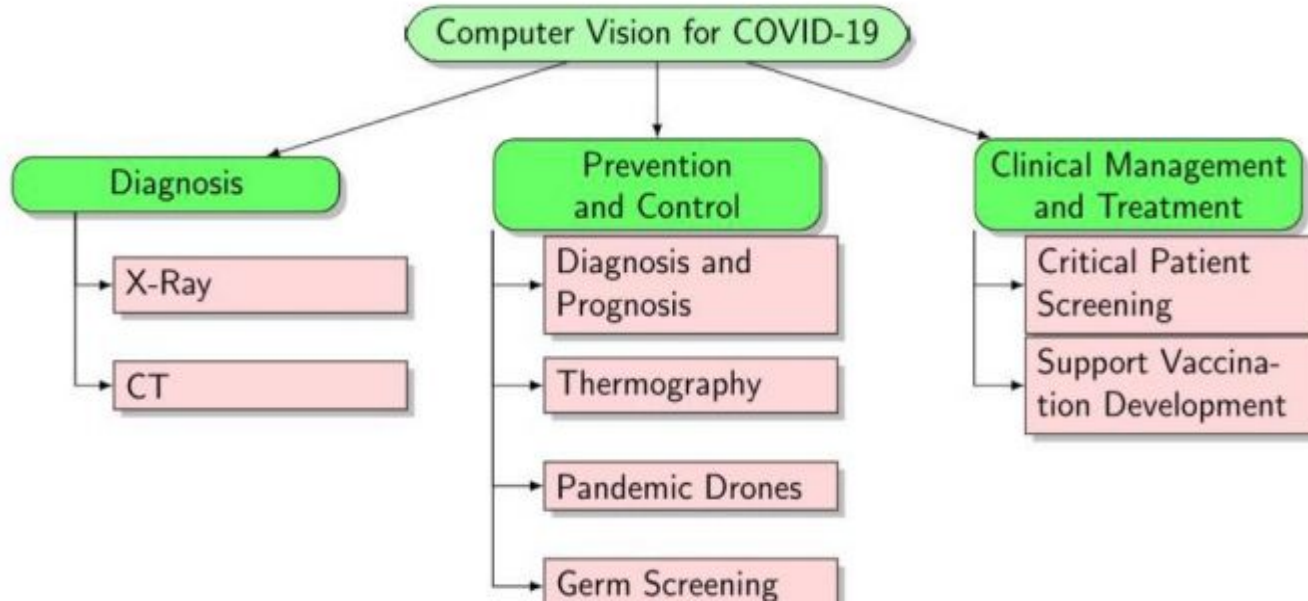 Computer Vision for COVID-19
Diagnosis
X-Ray
CT
Prevention
and Control
Diagnosis and
Prognosis
Thermography
Pandemic Drones
Germ Screening
Clinical Management
and Treatment
Critical Patient
Screening
Support Vaccina-
tion Development